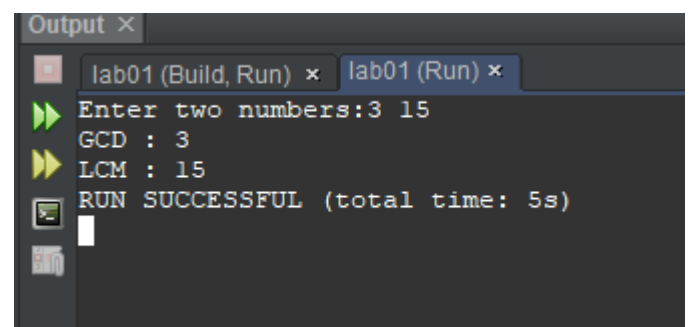 Output ×
lab01 (Build, Run) × lab01 (Run) ×
Enter two numbers:3 15
GCD : 3
LCM : 15
RUN SUCCESSFUL (total time: 5s)